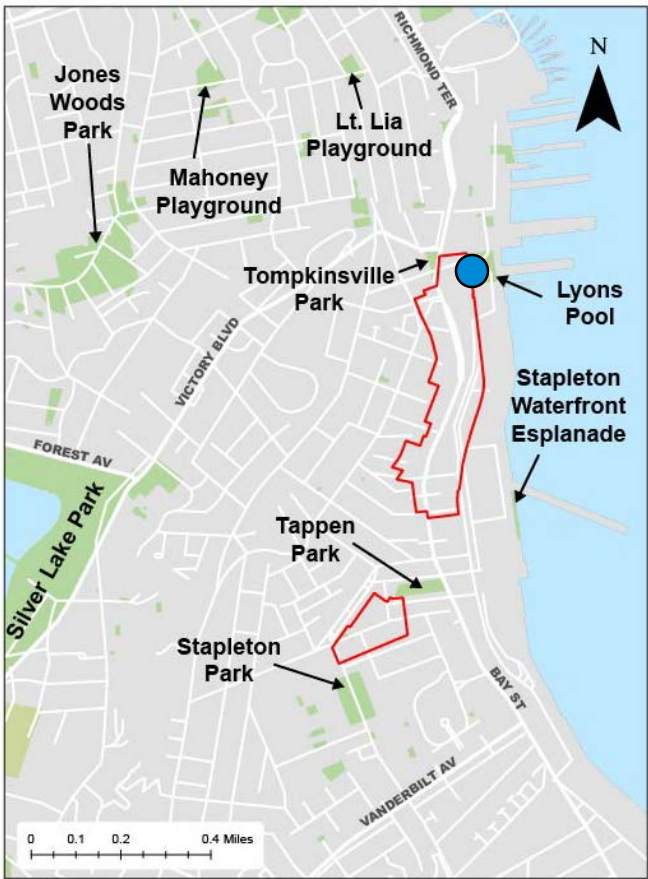 N
RICHMOND TER
Jones
Woods
Park
Lt. Lia
Playground
Mahoney
Playground
Tompkinsville
Park
Lyons
Pool
VICTORY BLVD
Stapleton
Waterfront
Esplanade
FOREST AV
Silver Lake Park
Tappen
Park
Stapleton
Park
BAY ST
VANDERBILT AV
0 0.1 0.2 0.4 Miles